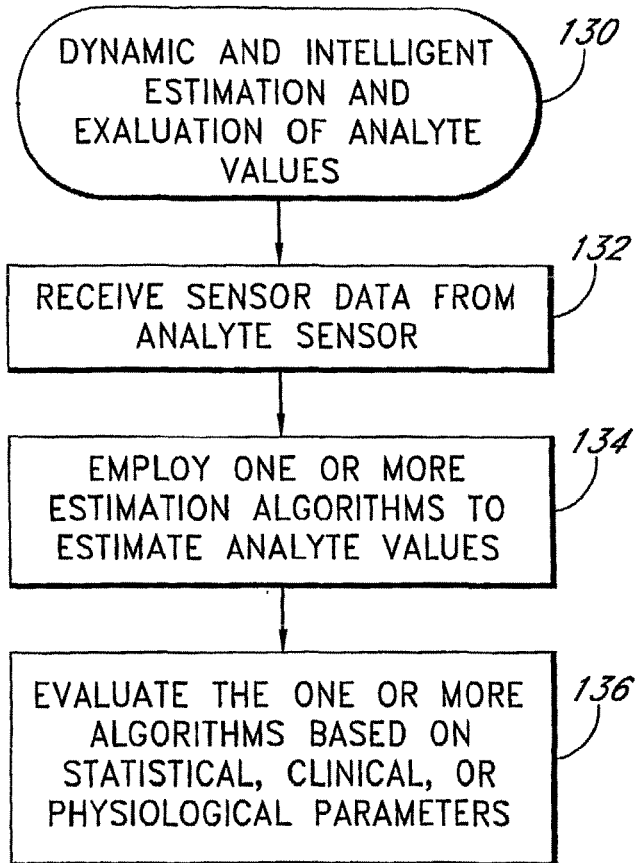 DYNAMIC AND INTELLIGENT
ESTIMATION AND
EXALUATION OF ANALYTE
VALUES
130
RECEIVE SENSOR DATA FROM
ANALYTE SENSOR
132
EMPLOY ONE OR MORE
ESTIMATION ALGORITHMS TO
ESTIMATE ANALYTE VALUES
134
EVALUATE THE ONE OR MORE
ALGORITHMS BASED ON
STATISTICAL, CLINICAL, OR
PHYSIOLOGICAL PARAMETERS
136